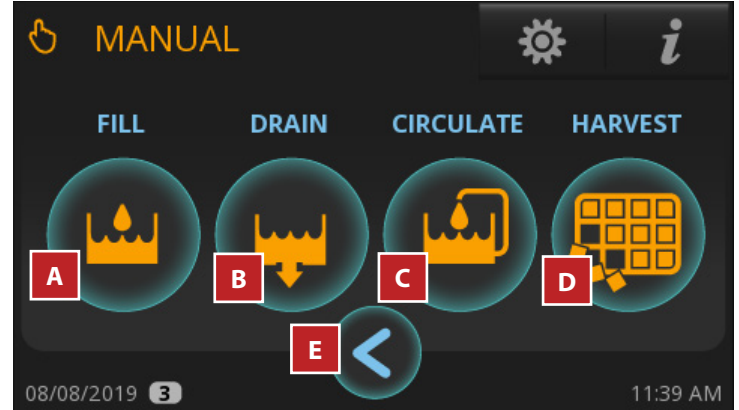 MANUAL i
FILL DRAIN CIRCULATE HARVEST
A B C D
E
08/08/2019 3 11:39 AM